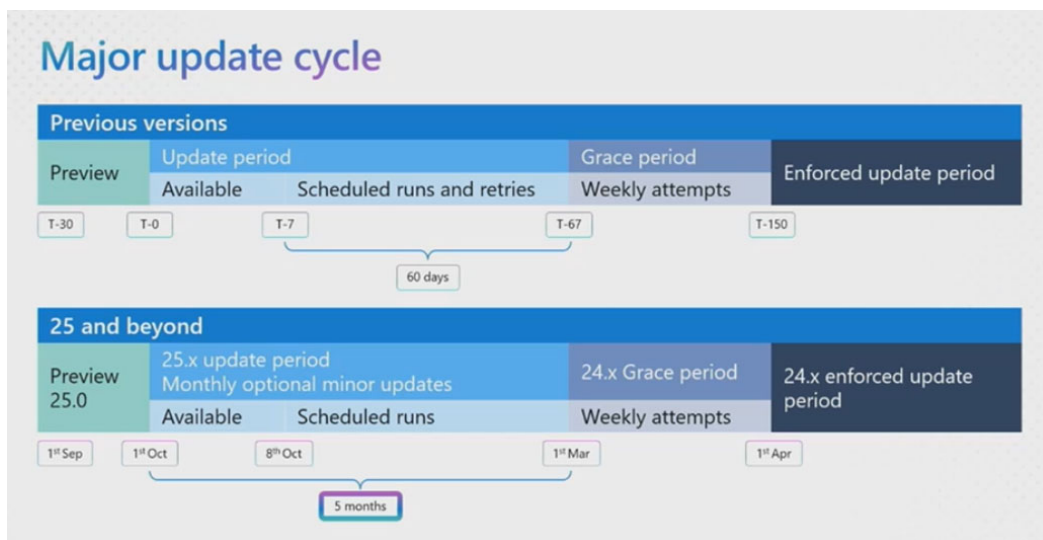 Major update cycle
Previous versions
Preview
Update period
Grace period
Enforced update period
Available
Scheduled runs and retries
Weekly attempts
T-30
T-0
T-7
T-67
T-150
60 days
25 and beyond
Preview
25.0
25.x update period
Monthly optional minor updates
24.x Grace period
24.x enforced update
period
Available
Scheduled runs
Weekly attempts
1st Sep
1st Oct
8th Oct
1st Mar
1st Apr
5 months